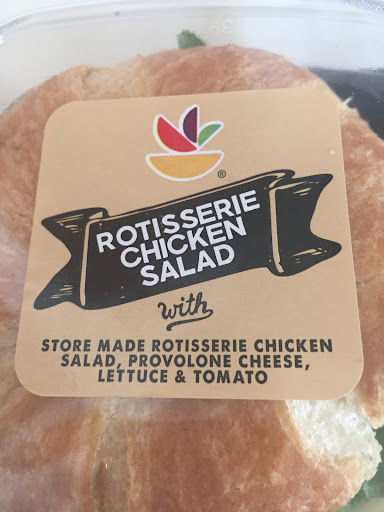 ®
ROTISSERIE
CHICKEN
SALAD
with
STORE MADE ROTISSERIE CHICKEN
SALAD, PROVOLONE CHEESE,
LETTUCE & TOMATO